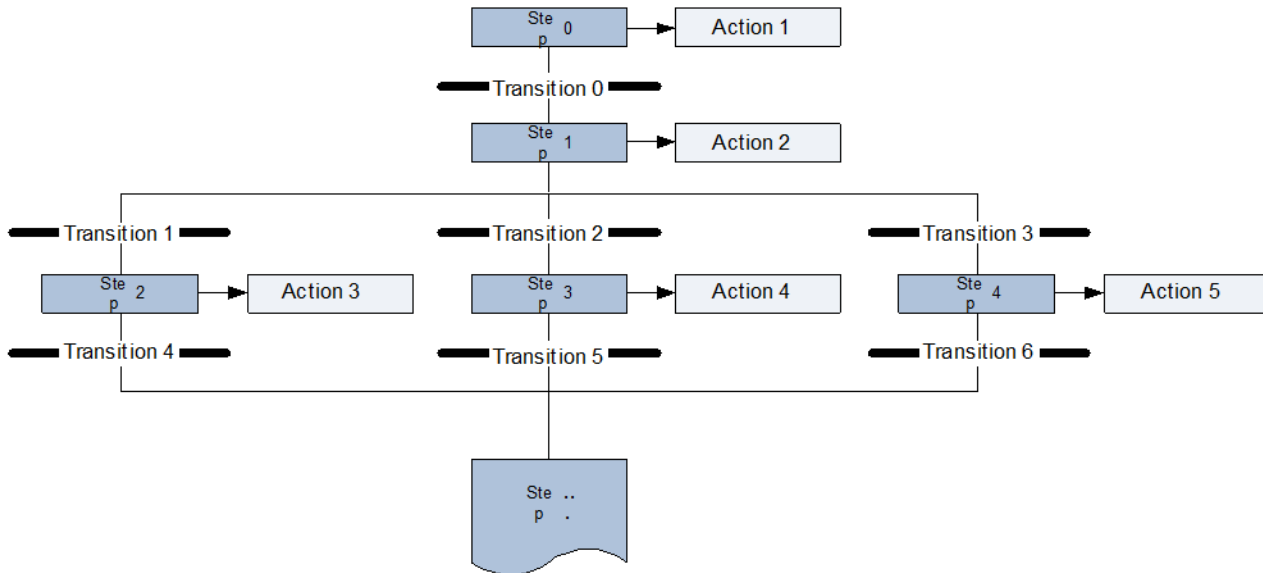 Ste
p 0
Action 1
Transition 0
Ste
p 1
Action 2
Transition 1
Transition 2
Transition 3
Ste
p 2
Action 3
Ste
p 3
Action 4
Ste
p 4
Action 5
Transition 4
Transition 5
Transition 6
Ste ..
p .